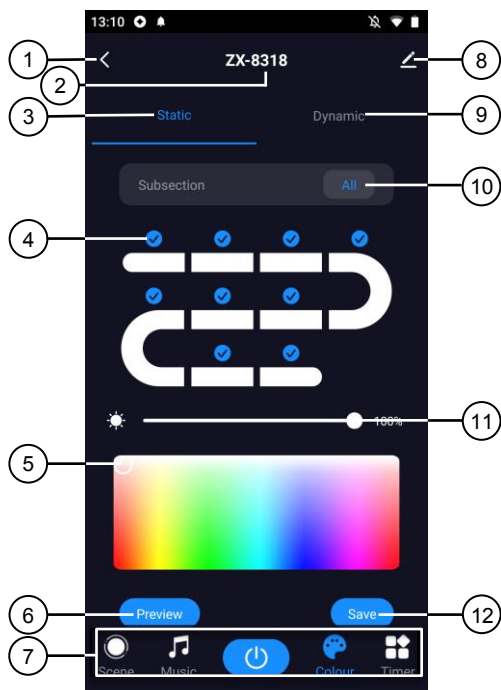 13:10
1
ZX-8318
8
2
3
Static
Dynamic
9
Subsection
All
10
4
100%
11
5
6
Preview
Save
12
7
Scene
Music
Colour
Timer